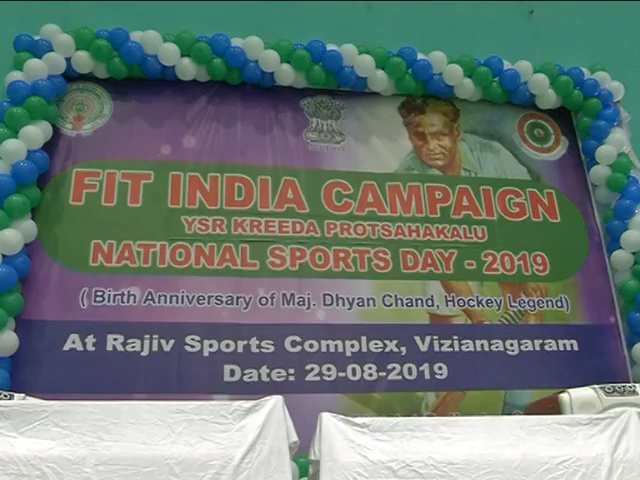 FIT INDIA CAMPAIGN
YSR KREEDA PROTSAHAKALU
NATIONAL SPORTS DAY - 2019
( Birth Anniversary of Maj. Dhyan Chand, Hockey Legend)
At Rajiv Sports Complex, Vizianagaram
Date: 29-08-2019